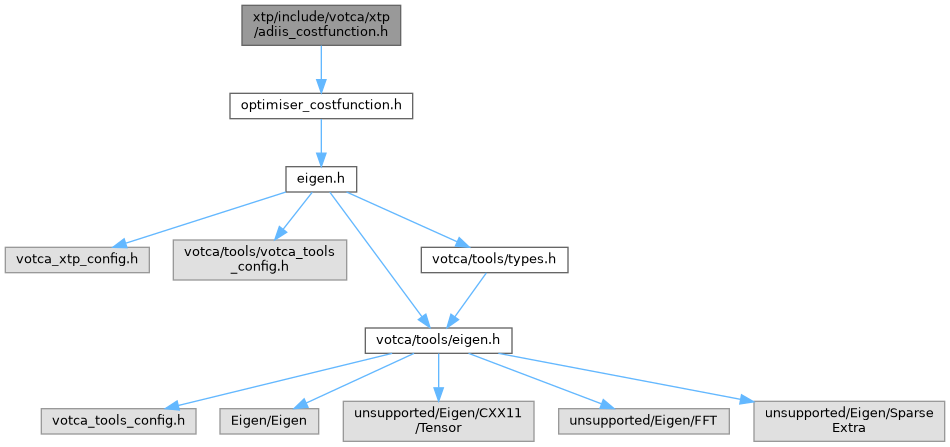 xtp/include/votca/xtp
/adiis_costfunction.h
optimiser_costfunction.h
eigen.h
votca_xtp_config.h
votca/tools/votca_tools
_config.h
votca/tools/types.h
votca/tools/eigen.h
votca_tools_config.h
Eigen/Eigen
unsupported/Eigen/CXX11
/Tensor
unsupported/Eigen/FFT
unsupported/Eigen/Sparse
Extra